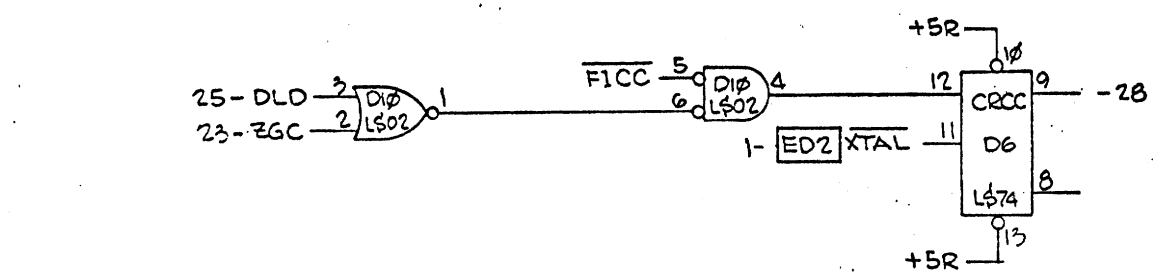 +5R
10
FICC 5
D10
LS02
4
12
CRCC
9
-28
25-DLD 3
23-ZGC 2
D10
LS02
1
6
1- ED2 XTAL 11
D6
8
LS74
13
+5R